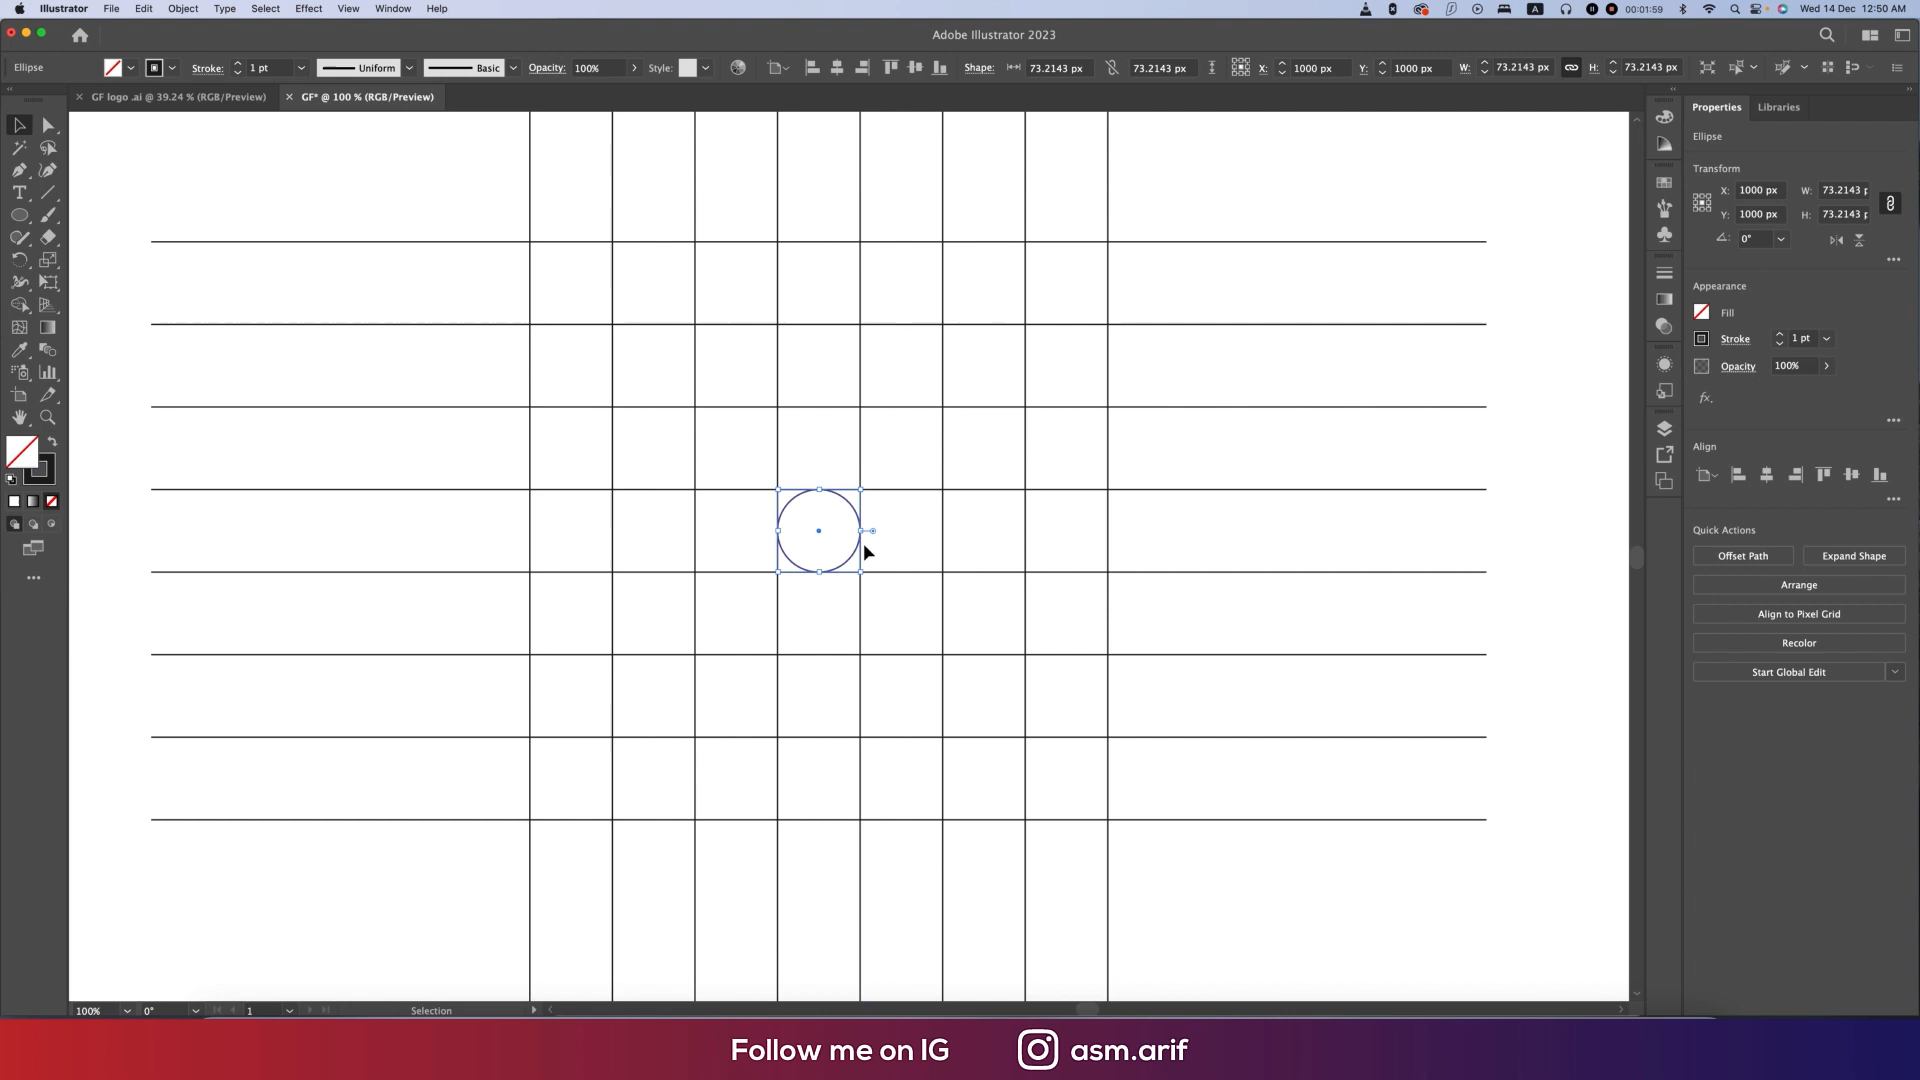 Illustrator File Edit Object Type Select Effect View Window Help A 00:01:59 Wed 14 Dec 12:50 AM
Adobe Illustrator 2023
Ellipse Stroke: 1 pt Uniform Basic Opacity: 100% Style: Shape: 73.2143 px 73.2143 px X: 1000 px Y: 1000 px W: 73.2143 px H: 73.2143 px
GF logo .ai @ 39.24 % (RGB/Preview) GF* @ 100 % (RGB/Preview)
Properties Libraries
Ellipse
Transform
X: 1000 px W: 73.2143 p
Y: 1000 px H: 73.2143 p
0°
Appearance
Fill
Stroke 1 pt
Opacity 100%
fx.
Align
Quick Actions
Offset Path Expand Shape
Arrange
Align to Pixel Grid
Recolor
Start Global Edit
100% 0° 1 Selection
Follow me on IG asm.arif